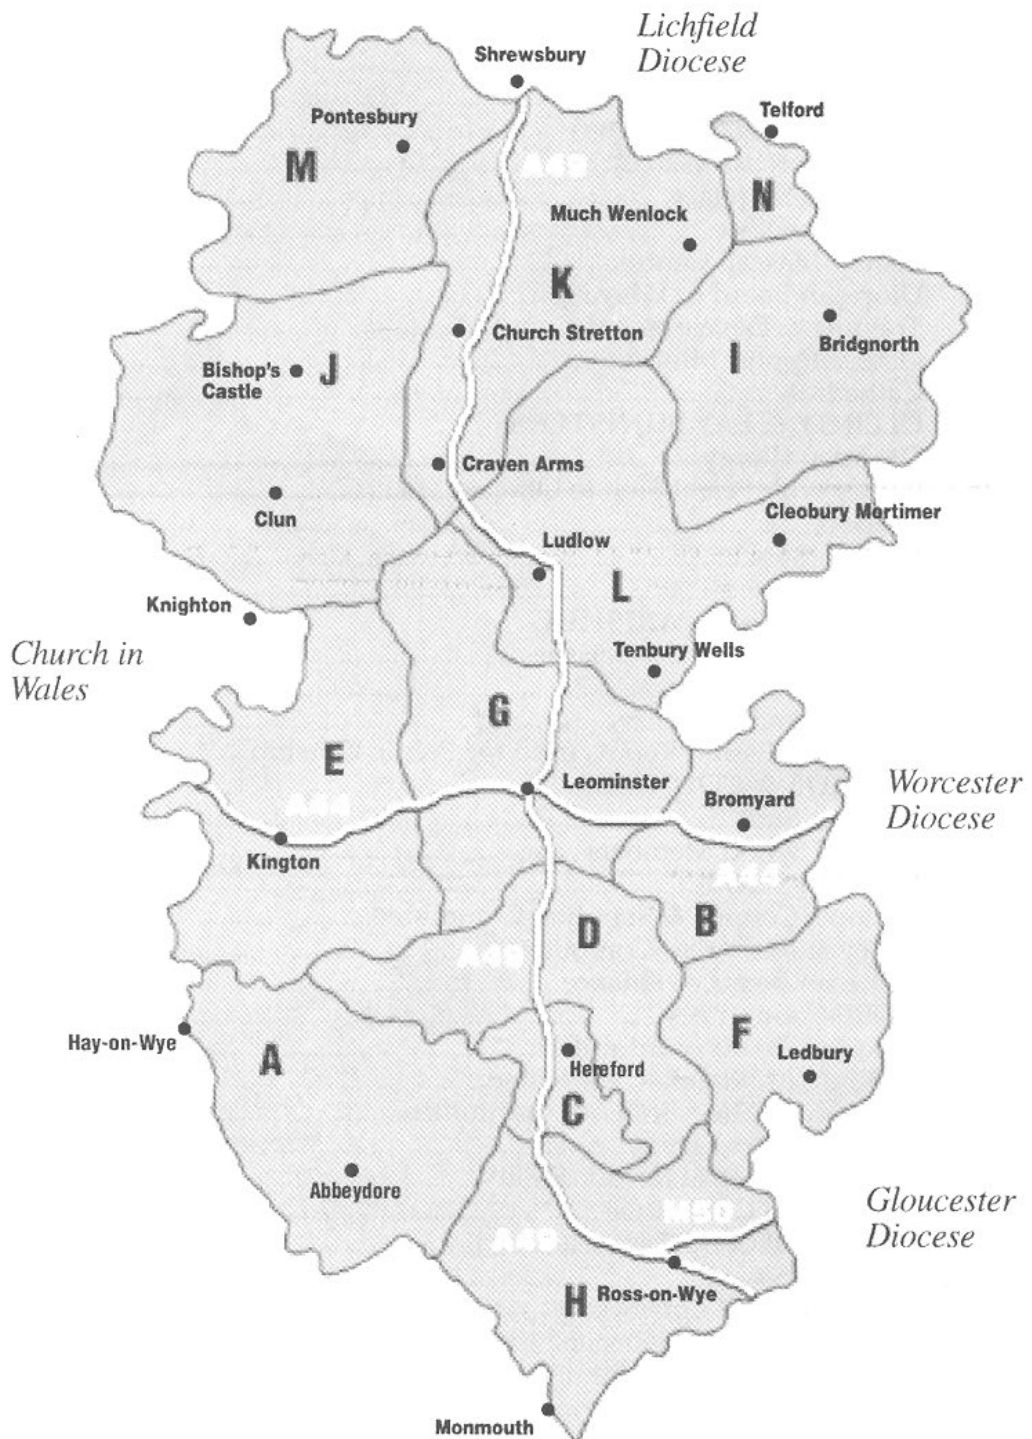 Lichfield
Diocese
Shrewsbury
Telford
Pontesbury
M
A49
N
Much Wenlock
K
Church Stretton
Bridgnorth
I
Bishop's
Castle
J
Craven Arms
Clun
Cleobury Mortimer
Ludlow
L
Knighton
Church in
Wales
Tenbury Wells
G
E
Leominster
Worcester
Diocese
A44
Bromyard
Kington
A44
B
D
A49
Hay-on-Wye
A
F
Ledbury
Hereford
C
Abbeydore
Gloucester
Diocese
M50
A49
H
Ross-on-Wye
Monmouth